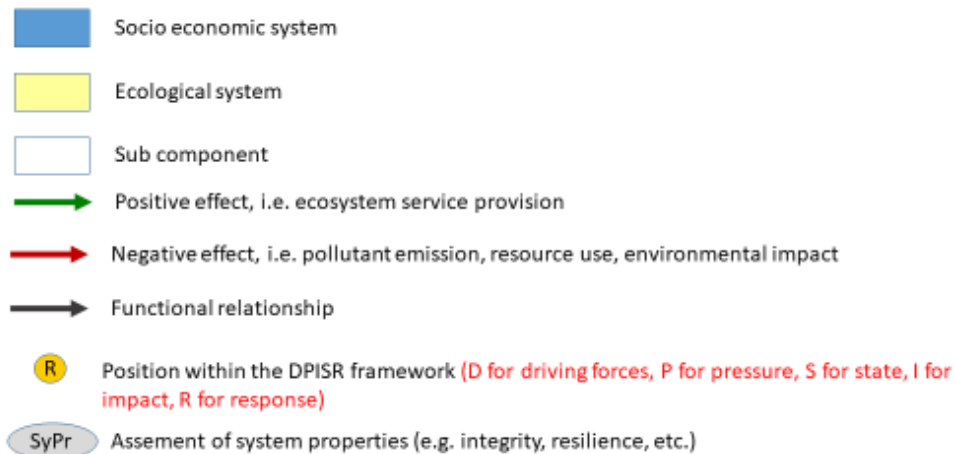 Socio economic system
Ecological system
Sub component
Positive effect, i.e. ecosystem service provision
Negative effect, i.e. pollutant emission, resource use, environmental impact
Functional relationship
R Position within the DPISR framework (D for driving forces, P for pressure, S for state, I for
impact, R for response)
SyPr Assement of system properties (e.g. integrity, resilience, etc.)